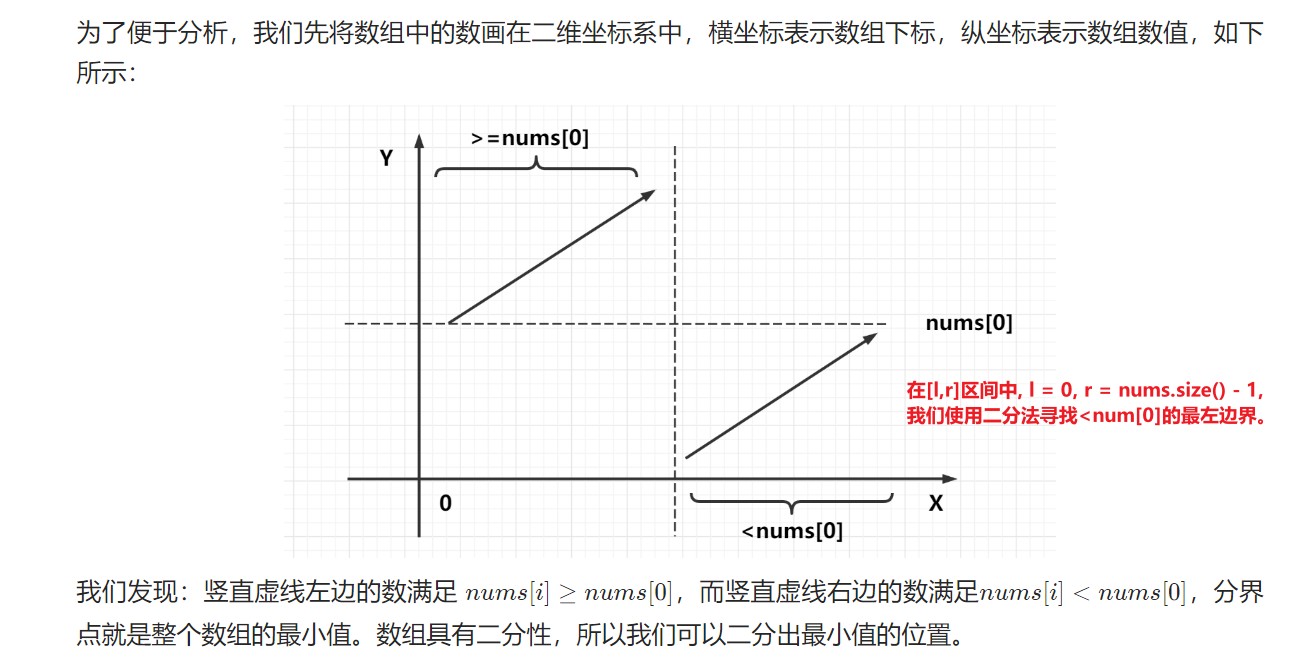 为了便于分析，我们先将数组中的数画在二维坐标系中，横坐标表示数组下标，纵坐标表示数组数值，如下
所示：
>=nums[0]
Y
nums[0]
在[l,r]区间中, l = 0, r = nums.size() - 1,
我们使用二分法寻找<num[0]的最左边界。
0
X
<nums[0]
我们发现：竖直虚线左边的数满足 nums[i] ≥ nums[0]，而竖直虚线右边的数满足nums[i] < nums[0]，分界
点就是整个数组的最小值。数组具有二分性，所以我们可以二分出最小值的位置。